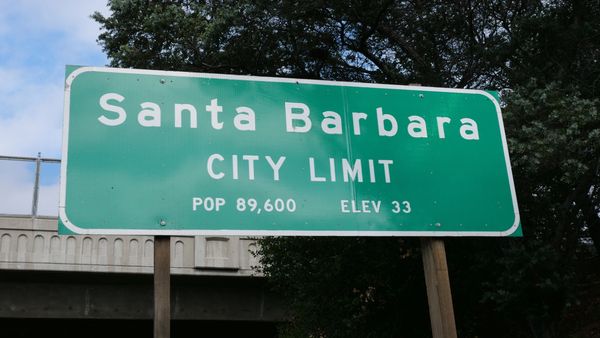 Santa Barbara
CITY LIMIT
POP 89,600 ELEV 33